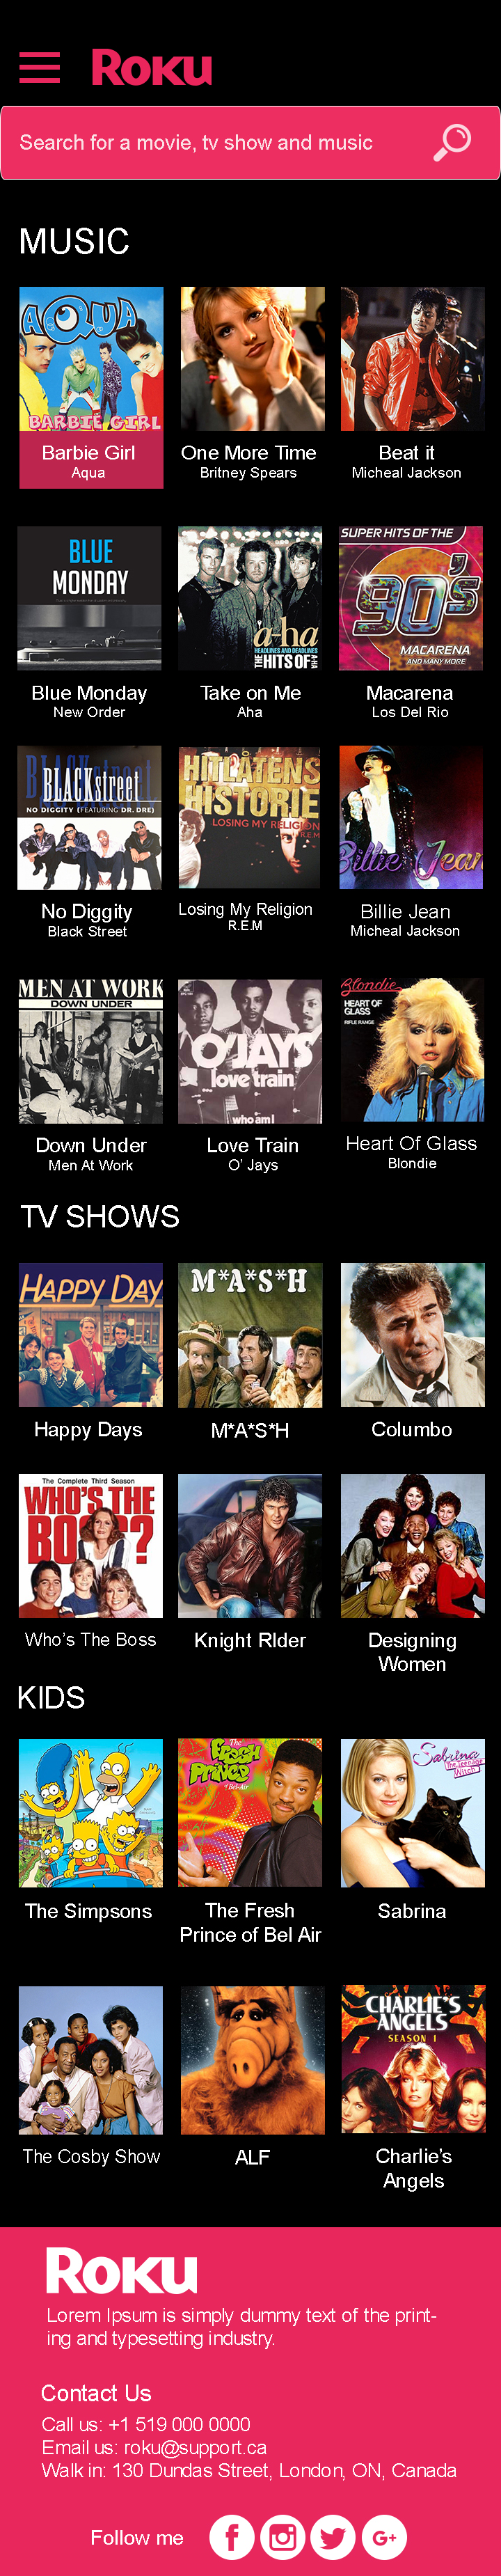 ROKU
Search for a movie, tv show and music
MUSIC
AQUA
BARBIE GIRL
Barbie Girl
Aqua
One More Time
Britney Spears
Beat it
Micheal Jackson
BLUE
MONDAY
Blue Monday
New Order
a-ha
HEADLINES AND DEADLINES
THE HITS OF A-HA
Take on Me
Aha
SUPER HITS OF THE
90's
MACARENA
AND MANY MORE
Macarena
Los Del Rio
BLACKstreet
NO DIGGITY (FEATURING DR. DRE)
No Diggity
Black Street
HITLÅTENS
HISTORIE
LOSING MY RELIGION
R.E.M
Losing My Religion
R.E.M
Billie Jean
Billie Jean
Micheal Jackson
MEN AT WORK
DOWN UNDER
Down Under
Men At Work
O'JAYS
love train
who am I
Love Train
O' Jays
Blondie
HEART OF
GLASS
RIFLE RANGE
Heart Of Glass
Blondie
TV SHOWS
HAPPY DAY
Happy Days
M*A*S*H
M*A*S*H
Columbo
The Complete Third Season
WHO'S THE
BO ?
Who's The Boss
Knight RIder
Designing
Women
KIDS
The Simpsons
The
FRESH
PRINCE
of Bel-Air
The Fresh
Prince of Bel Air
Sabrina
The Teenage
Witch
Sabrina
The Cosby Show
ALF
CHARLIE'S
ANGELS
SEASON 1
Charlie's
Angels
ROKU
Lorem Ipsum is simply dummy text of the print-
ing and typesetting industry.
Contact Us
Call us: +1 519 000 0000
Email us: roku@support.ca
Walk in: 130 Dundas Street, London, ON, Canada
Follow me
f
G+